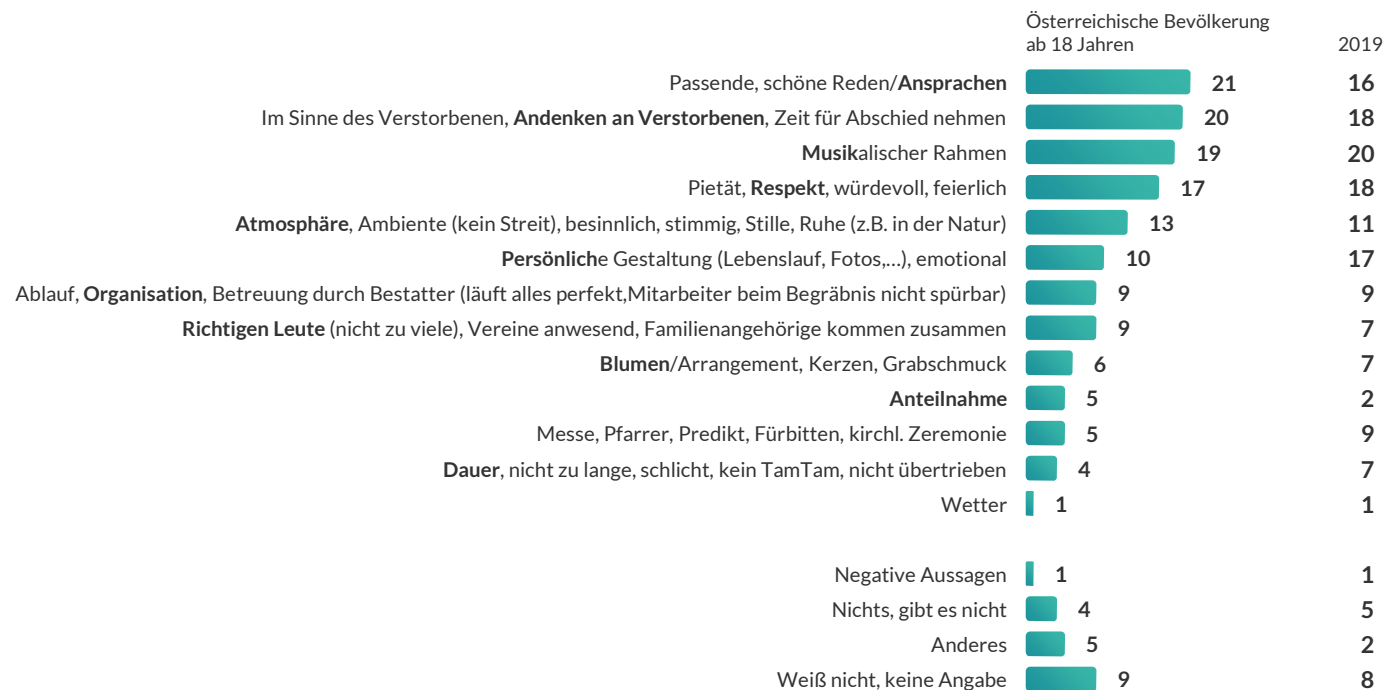 Österreichische Bevölkerung
ab 18 Jahren 2019
Passende, schöne Reden/Ansprachen 21 16
Im Sinne des Verstorbenen, Andenken an Verstorbenen, Zeit für Abschied nehmen 20 18
Musikalischer Rahmen 19 20
Pietät, Respekt, würdevoll, feierlich 17 18
Atmosphäre, Ambiente (kein Streit), besinnlich, stimmig, Stille, Ruhe (z.B. in der Natur) 13 11
Persönliche Gestaltung (Lebenslauf, Fotos,...), emotional 10 17
Ablauf, Organisation, Betreuung durch Bestatter (läuft alles perfekt,Mitarbeiter beim Begräbnis nicht spürbar) 9 9
Richtigen Leute (nicht zu viele), Vereine anwesend, Familienangehörige kommen zusammen 9 7
Blumen/Arrangement, Kerzen, Grabschmuck 6 7
Anteilnahme 5 2
Messe, Pfarrer, Predikt, Fürbitten, kirchl. Zeremonie 5 9
Dauer, nicht zu lange, schlicht, kein TamTam, nicht übertrieben 4 7
Wetter 1 1
Negative Aussagen 1 1
Nichts, gibt es nicht 4 5
Anderes 5 2
Weiß nicht, keine Angabe 9 8